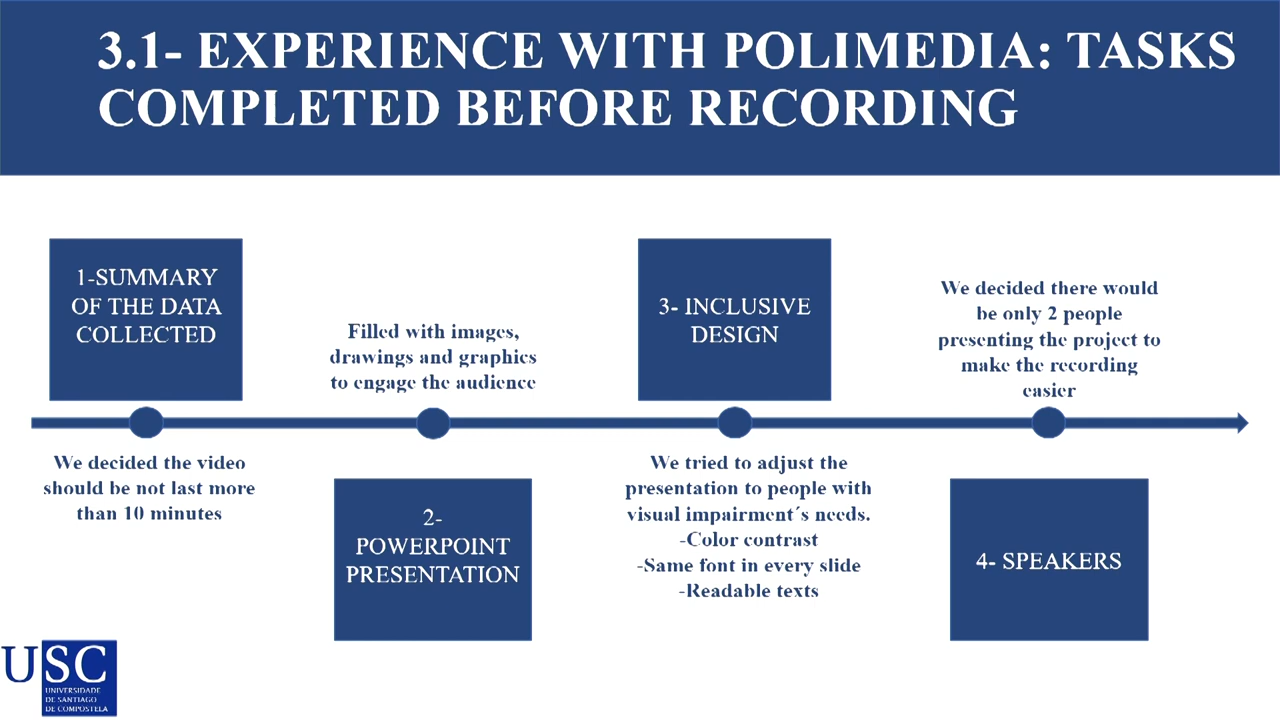 3.1- EXPERIENCE WITH POLIMEDIA: TASKS
COMPLETED BEFORE RECORDING
1-SUMMARY
OF THE DATA
COLLECTED
We decided the video
should be not last more
than 10 minutes
Filled with images,
drawings and graphics
to engage the audience
2-
POWERPOINT
PRESENTATION
3- INCLUSIVE
DESIGN
We tried to adjust the
presentation to people with
visual impairment´s needs.
-Color contrast
-Same font in every slide
-Readable texts
We decided there would
be only 2 people
presenting the project to
make the recording
easier
4- SPEAKERS
USC
UNIVERSIDADE
DE SANTIAGO
DE COMPOSTELA